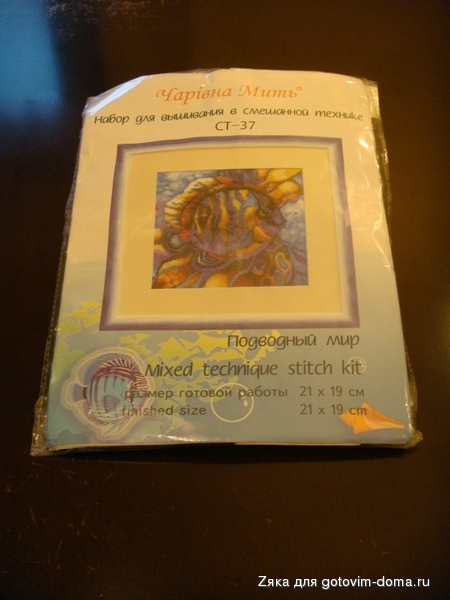 Чарівна Мить®
Набор для вышивания в смешанной технике
СТ-37
Подводный мир
Mixed technique stitch kit
размер готовой работы 21 х 19 см
finished size 21 x 19 cm
Zяка для gotovim-doma.ru